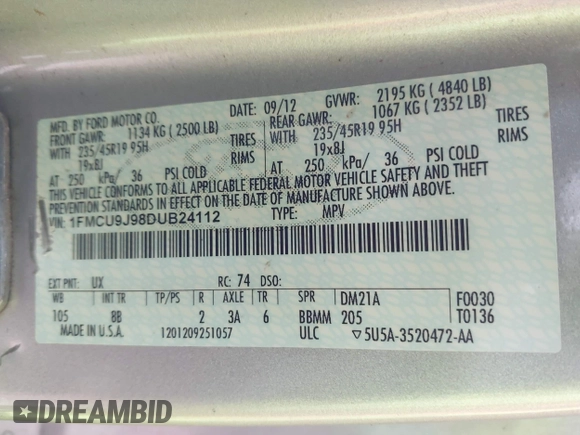 MFD. BY FORD MOTOR CO.
DATE: 09/12
GVWR: 2195 KG ( 4840 LB)
FRONT GAWR: 1134 KG ( 2500 LB)
REAR GAWR: 1067 KG ( 2352 LB)
WITH 235/45R19 95H TIRES
WITH 235/45R19 95H TIRES
19x8J RIMS
19x8J RIMS
AT 250 kPa/ 36 PSI COLD
AT 250 kPa/ 36 PSI COLD
THIS VEHICLE CONFORMS TO ALL APPLICABLE FEDERAL MOTOR VEHICLE SAFETY AND THEFT
PREVENTION STANDARDS IN EFFECT ON THE DATE OF MANUFACTURE SHOWN ABOVE.
VIN: 1FMCU9J98DUB24112
TYPE: MPV
EXT PNT: UX RC: 74 DSO:
WB INT TR TP/PS R AXLE TR SPR DM21A F0030
105 8B 2 3A 6 BBMM 205 T0136
MADE IN U.S.A. 1201209251057 ULC ▽5U5A-3520472-AA
DREAMBID